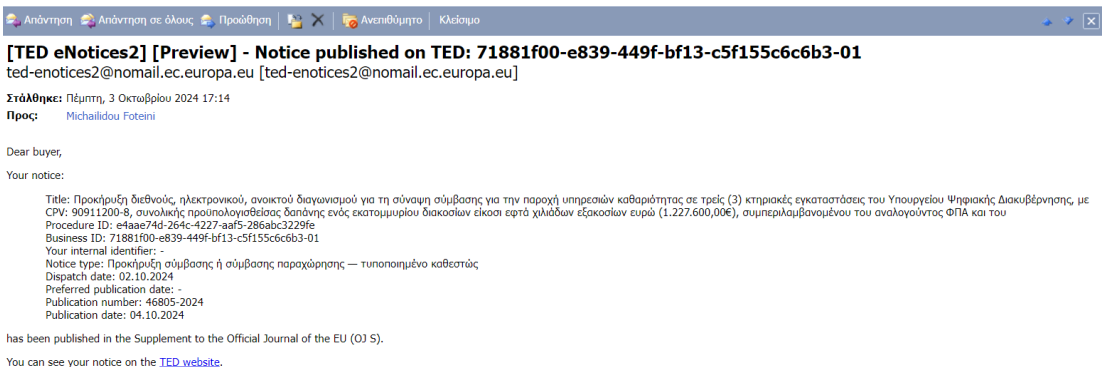 Απάντηση Απάντηση σε όλους Προώθηση Ανεπιθύμητο Κλείσιμο
[TED eNotices2] [Preview] - Notice published on TED: 71881f00-e839-449f-bf13-c5f155c6c6b3-01
ted-enotices2@nomail.ec.europa.eu [ted-enotices2@nomail.ec.europa.eu]
Στάλθηκε: Πέμπτη, 3 Οκτωβρίου 2024 17:14
Προς: Michailidou Foteini
Dear buyer,
Your notice:
Title: Προκήρυξη διεθνούς, ηλεκτρονικού, ανοικτού διαγωνισμού για τη σύναψη σύμβασης για την παροχή υπηρεσιών καθαριότητας σε τρείς (3) κτηριακές εγκαταστάσεις του Υπουργείου Ψηφιακής Διακυβέρνησης, με
CPV: 90911200-8, συνολικής προϋπολογισθείσας δαπάνης ενός εκατομμυρίου διακοσίων είκοσι εφτά χιλιάδων εξακοσίων ευρώ (1.227.600,00€), συμπεριλαμβανομένου του αναλογούντος ΦΠΑ και του
Procedure ID: e4aae74d-264c-4227-aaf5-286abc3229fe
Business ID: 71881f00-e839-449f-bf13-c5f155c6c6b3-01
Your internal identifier: -
Notice type: Προκήρυξη σύμβασης ή σύμβασης παραχώρησης — τυποποιημένο καθεστώς
Dispatch date: 02.10.2024
Preferred publication date: -
Publication number: 46805-2024
Publication date: 04.10.2024
has been published in the Supplement to the Official Journal of the EU (OJ S).
You can see your notice on the TED website.